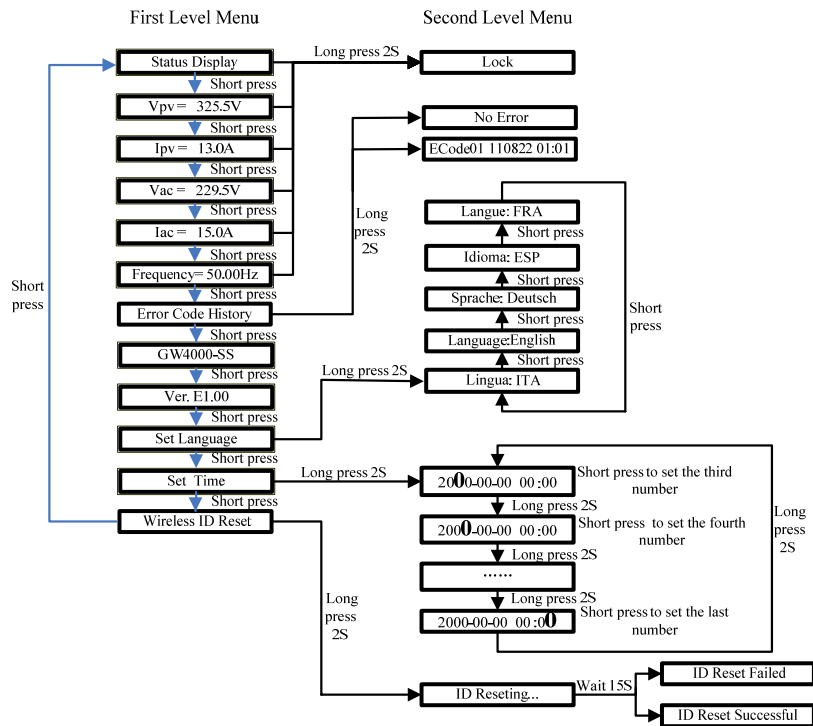 First Level Menu
Second Level Menu
Status Display
Long press 2S
Lock
Short press
Vpv = 325.5V
Short press
Ipv = 13.0A
Short press
Vac = 229.5V
Short press
Iac = 15.0A
Short press
Frequency= 50.00Hz
Short press
Error Code History
Short press
GW4000-SS
Short press
Ver. E1.00
Short press
Set Language
Short press
Set Time
Short press
Wireless ID Reset
Short
press
Long
press
2S
No Error
ECode01 110822 01:01
Langue: FRA
Short press
Idioma: ESP
Short press
Sprache: Deutsch
Short press
Language:English
Short press
Long press 2S
Lingua: ITA
Short
press
Long press 2S
2000-00-00 00:00
Short press to set the third
number
Long press 2S
2000-00-00 00:00
Short press to set the fourth
number
Long press 2S
......
Long press 2S
2000-00-00 00:00
Short press to set the last
number
Long
press
2S
Long
press
2S
ID Reseting...
Wait 15S
ID Reset Failed
ID Reset Successful